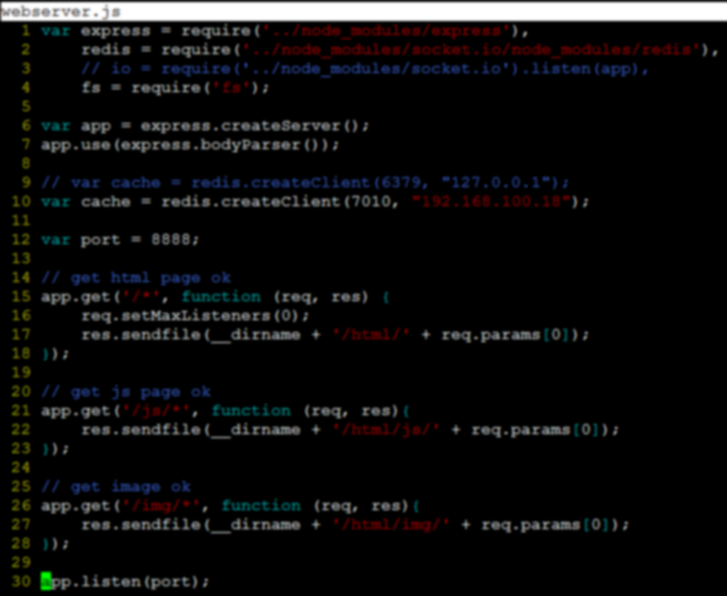 webserver.js
1 var express = require('../node_modules/express'),
2     redis = require('../node_modules/socket.io/node_modules/redis'),
3     // io = require('../node_modules/socket.io').listen(app),
4     fs = require('fs');
5
6 var app = express.createServer();
7 app.use(express.bodyParser());
8
9 // var cache = redis.createClient(6379, "127.0.0.1");
10 var cache = redis.createClient(7010, "192.168.100.18");
11
12 var port = 8888;
13
14 // get html page ok
15 app.get('/*', function (req, res) {
16     req.setMaxListeners(0);
17     res.sendfile(__dirname + '/html/' + req.params[0]);
18 });
19
20 // get js page ok
21 app.get('/js/*', function (req, res){
22     res.sendfile(__dirname + '/html/js/' + req.params[0]);
23 });
24
25 // get image ok
26 app.get('/img/*', function (req, res){
27     res.sendfile(__dirname + '/html/img/' + req.params[0]);
28 });
29
30 app.listen(port);